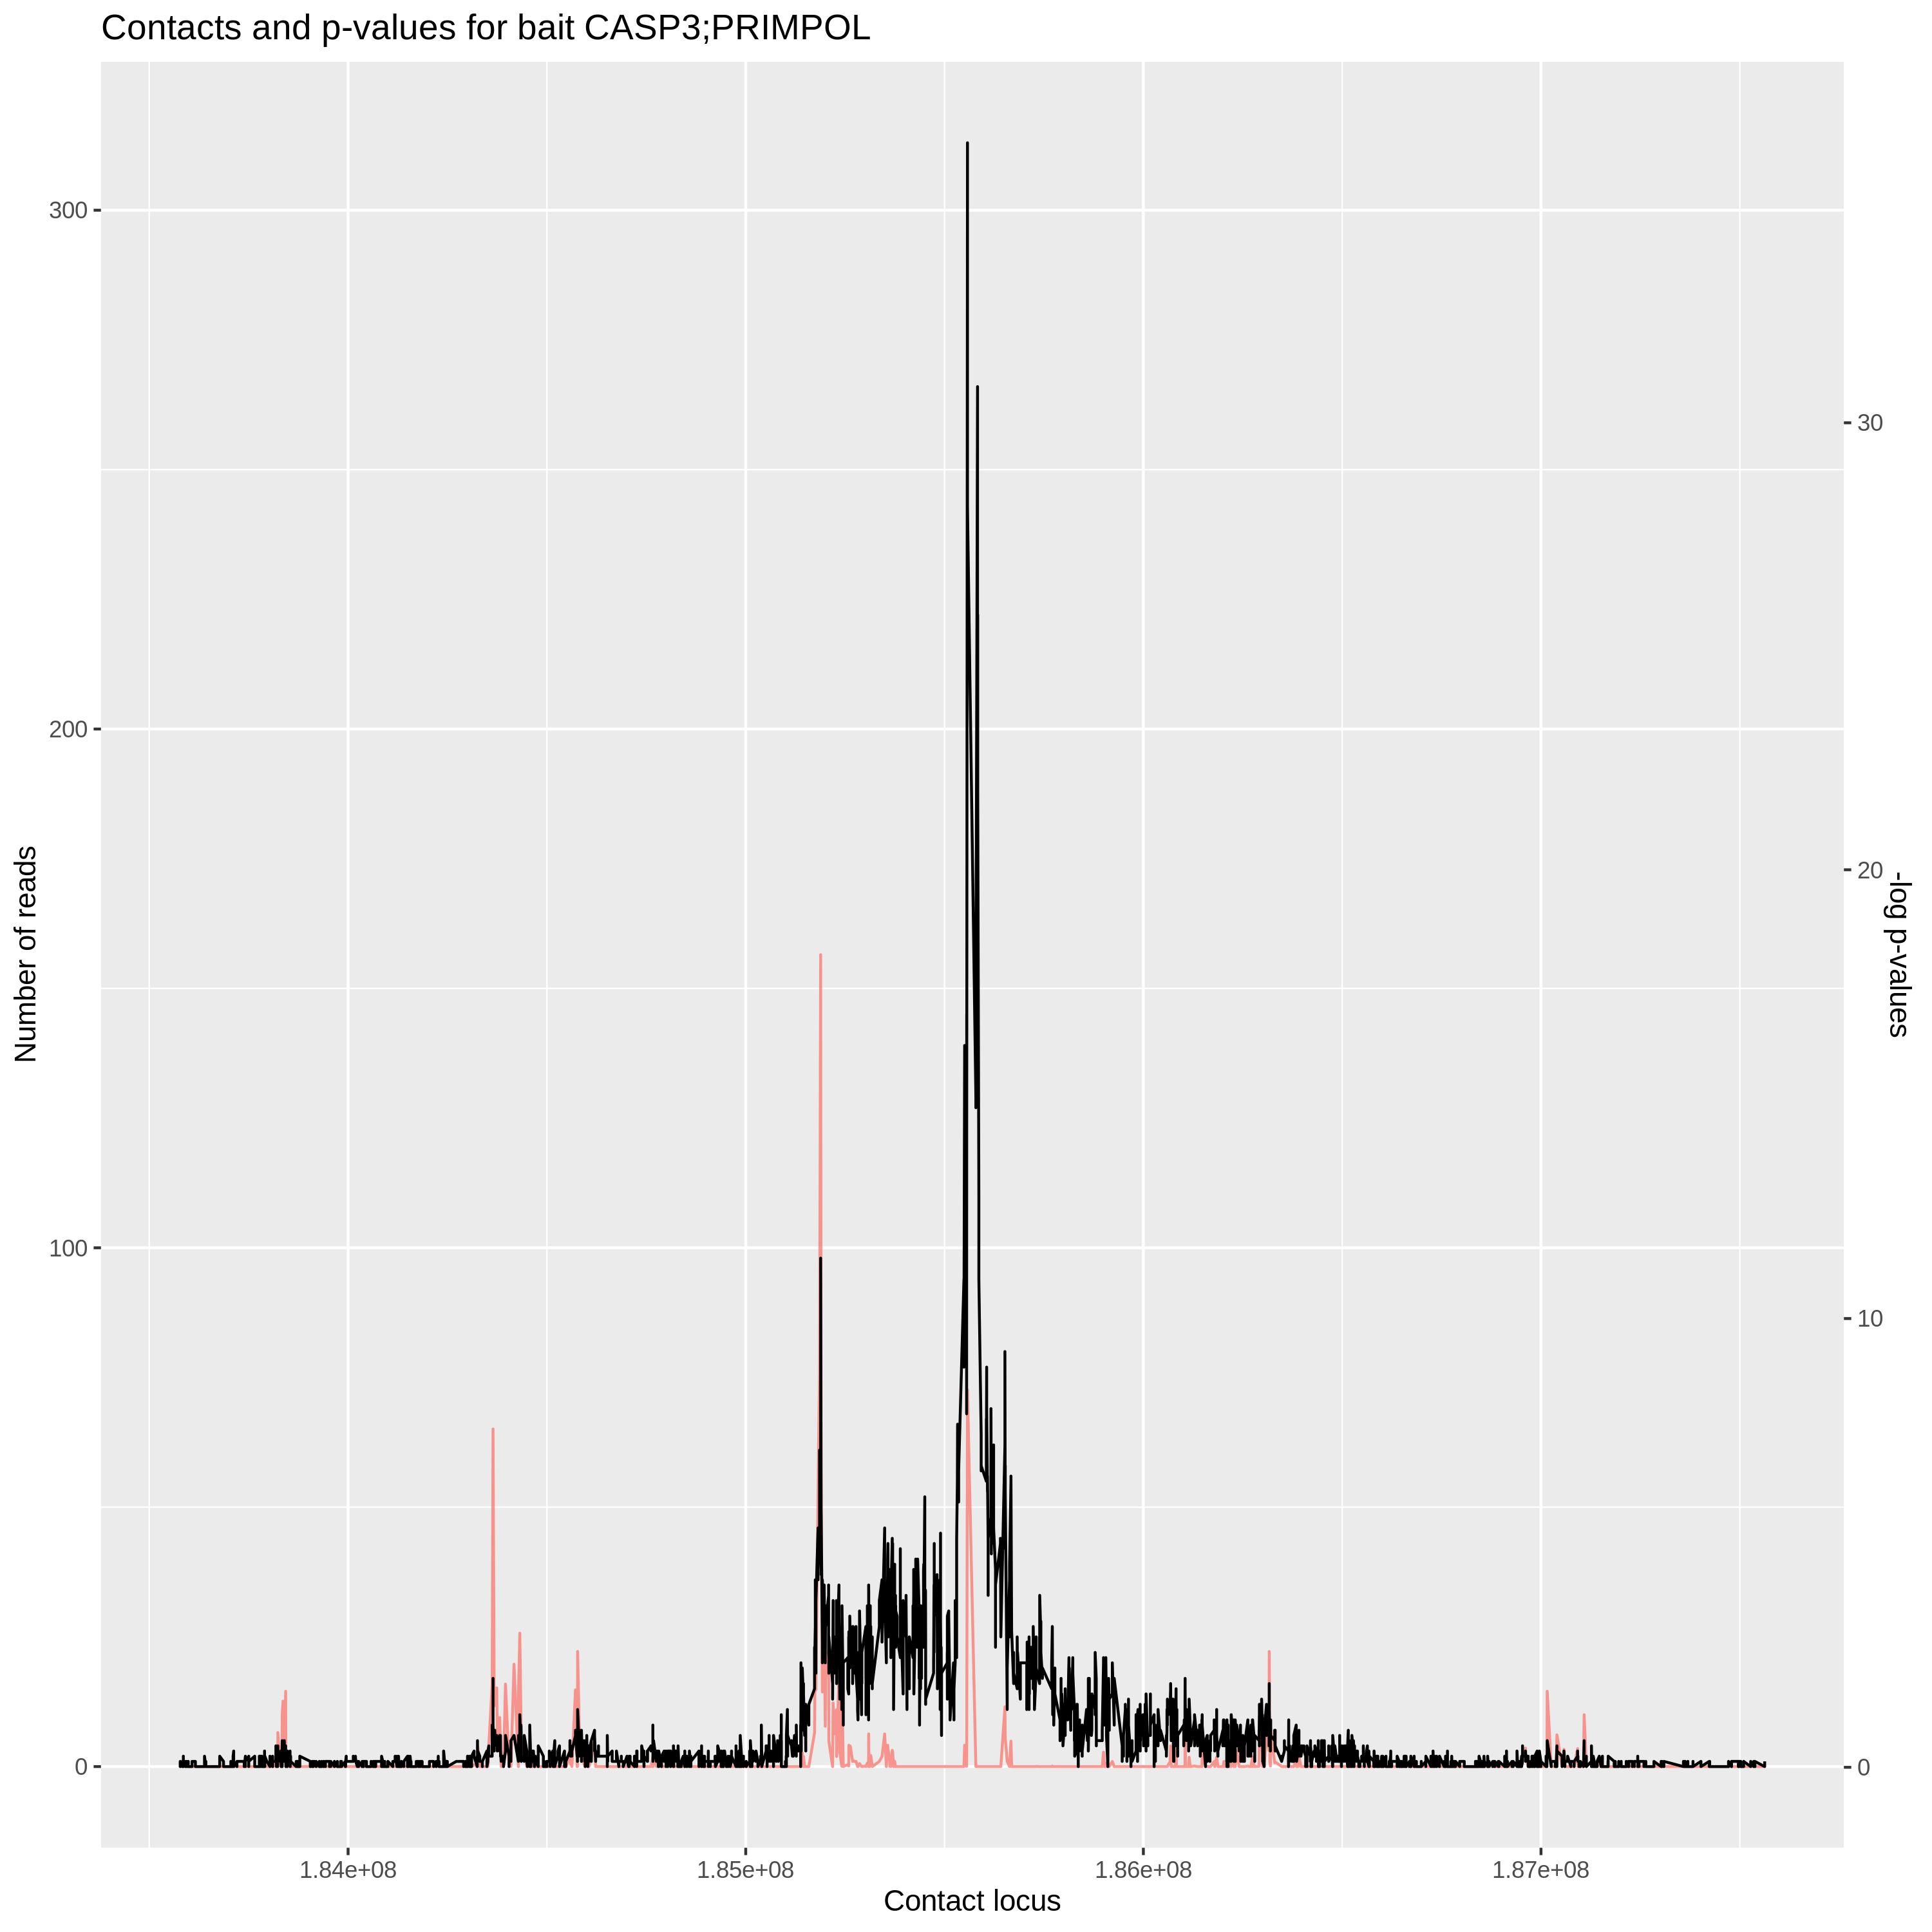 Contacts and p-values for bait CASP3;PRIMPOL
300
200
100
0
Number of reads
30
20
10
0
-log p-values
1.84e+08
1.85e+08
1.86e+08
1.87e+08
Contact locus